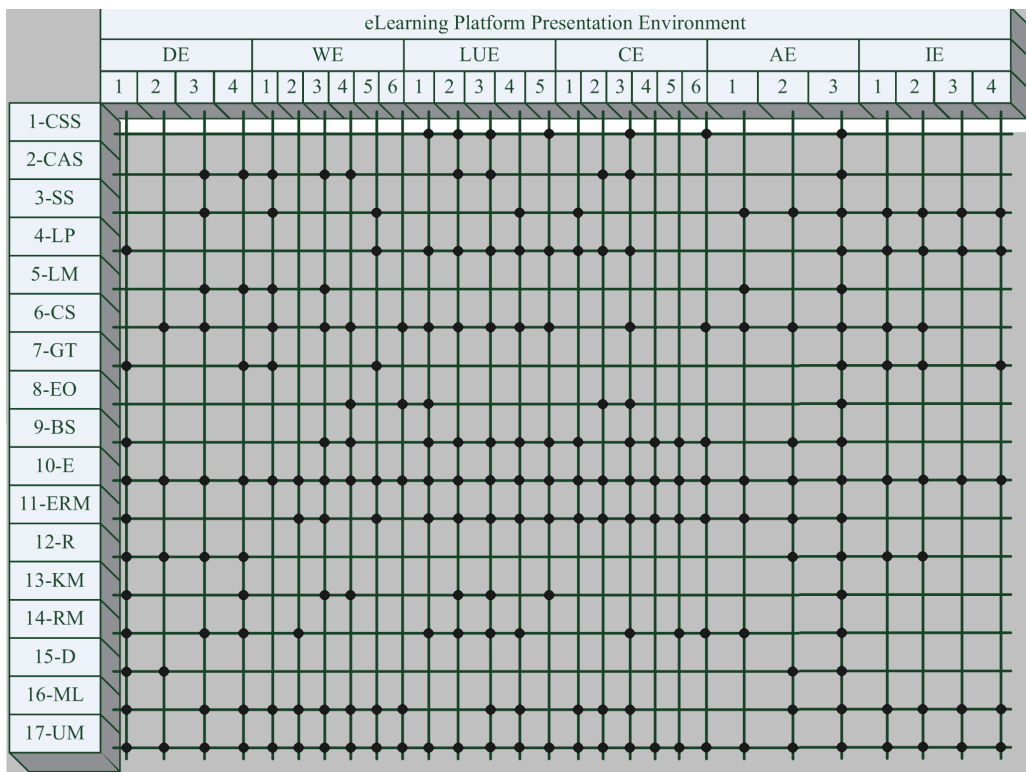 eLearning Platform Presentation Environment
DE WE LUE CE AE IE
1 2 3 4 1 2 3 4 5 6 1 2 3 4 5 1 2 3 4 5 6 1 2 3 1 2 3 4
1-CSS
2-CAS
3-SS
4-LP
5-LM
6-CS
7-GT
8-EO
9-BS
10-E
11-ERM
12-R
13-KM
14-RM
15-D
16-ML
17-UM